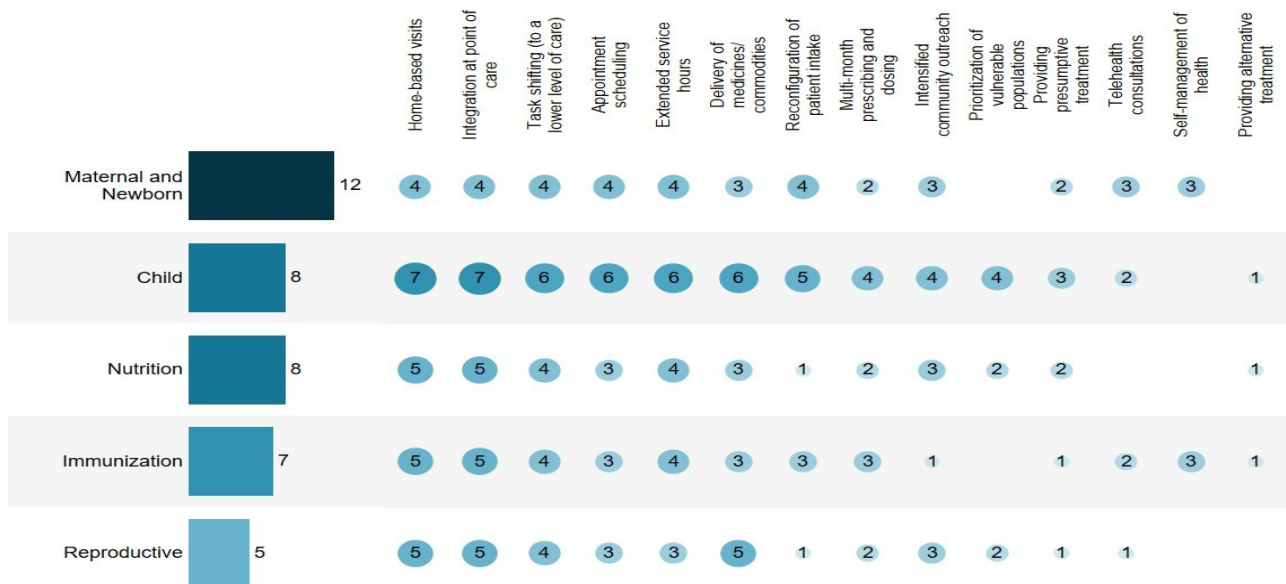 Home-based visits
Integration at point of
care
Task shifting (to a
lower level of care)
Appointment
scheduling
Extended service
hours
Delivery of
medicines/
commodities
Reconfiguration of
patient intake
Multi-month
prescribing and
dosing
Intensified
community outreach
Prioritization of
vulnerable
populations
Providing
presumptive
treatment
Telehealth
consultations
Self-management of
health
Providing alternative
treatment
Maternal and
Newborn
12 4 4 4 4 4 3 4 2 3 2 3 3
Child 8 7 7 6 6 6 6 5 4 4 4 3 2 1
Nutrition 8 5 5 4 3 4 3 1 2 3 2 2 1
Immunization 7 5 5 4 3 4 3 3 3 1 1 2 3 1
Reproductive 5 5 5 4 3 3 5 1 2 3 2 1 1